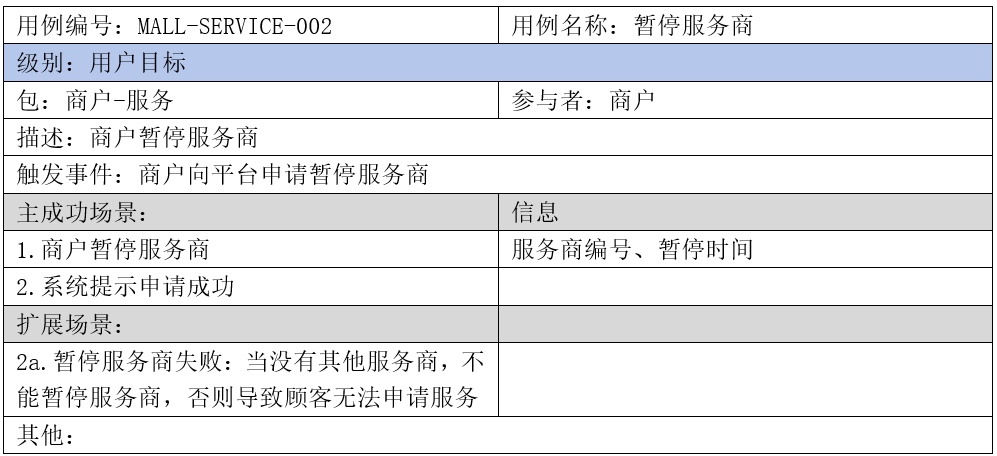 用例编号：MALL-SERVICE-002 用例名称：暂停服务商
级别：用户目标
包：商户-服务 参与者：商户
描述：商户暂停服务商
触发事件：商户向平台申请暂停服务商
主成功场景： 信息
1.商户暂停服务商 服务商编号、暂停时间
2.系统提示申请成功
扩展场景：
2a.暂停服务商失败：当没有其他服务商，不
能暂停服务商，否则导致顾客无法申请服务
其他：